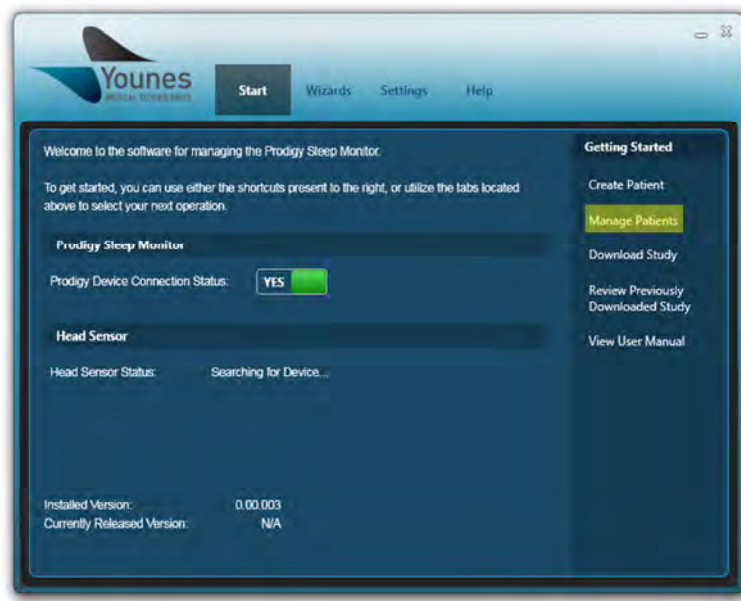 Younes
MEDICAL TECHNOLOGIES
Start
Wizards
Settings
Help
Welcome to the software for managing the Prodigy Sleep Monitor.
To get started, you can use either the shortcuts present to the right, or utilize the tabs located
above to select your next operation.
Prodigy Sleep Monitor
Prodigy Device Connection Status:
YES
Head Sensor
Head Sensor Status:
Searching for Device...
Installed Version:
0.00.003
Currently Released Version:
N/A
Getting Started
Create Patient
Manage Patients
Download Study
Review Previously
Downloaded Study
View User Manual